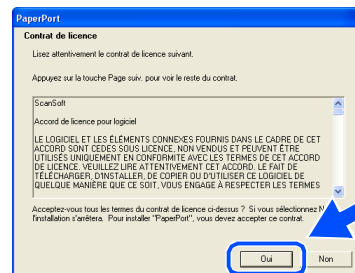 PaperPort
Contrat de licence
Lisez attentivement le contrat de licence suivant.
Appuyez sur la touche Page suiv. pour voir le reste du contrat.
ScanSoft
Accord de licence pour logiciel
LE LOGICIEL ET LES ÉLÉMENTS CONNEXES FOURNIS DANS LE CADRE DE CET
ACCORD SONT CEDES SOUS LICENCE, NON VENDUS ET PEUVENT ÊTRE
UTILISÉS UNIQUEMENT EN CONFORMITE AVEC LES TERMES DE CET ACCORD
DE LICENCE. VEUILLEZ LIRE ATTENTIVEMENT CET ACCORD. LE FAIT DE
TÉLÉCHARGER, D'INSTALLER, DE COPIER OU D'UTILISER CE LOGICIEL DE
QUELQUE MANIÈRE QUE CE SOIT, VOUS ENGAGE À RESPECTER LES TERMES
Acceptez-vous tous les termes du contrat de licence ci-dessus ? Si vous sélectionnez N
l'installation s'arrêtera. Pour installer "PaperPort", vous devez accepter ce contrat.
Oui Non